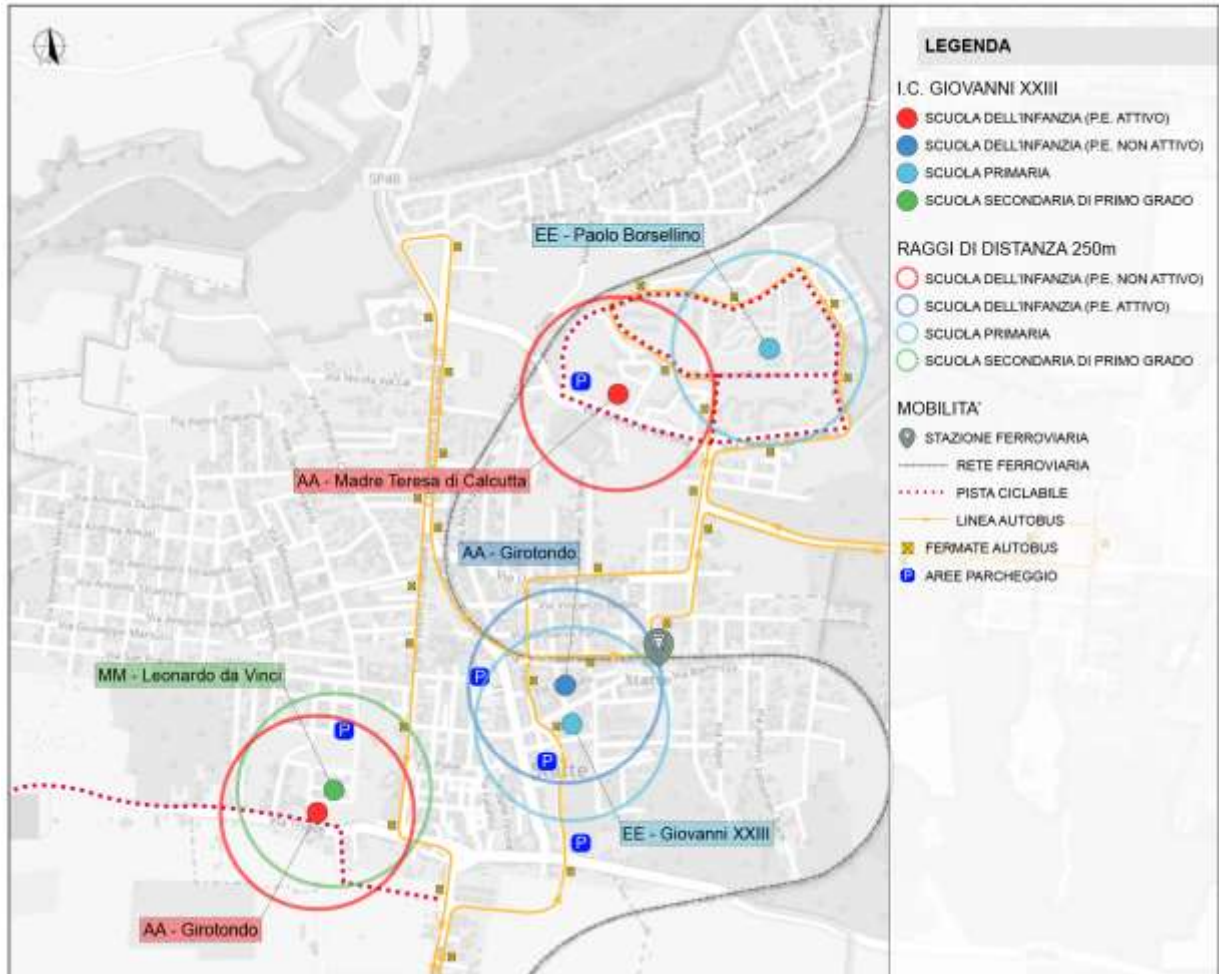 LEGENDA
I.C. GIOVANNI XXIII
SCUOLA DELL'INFANZIA (P.E. ATTIVO)
SCUOLA DELL'INFANZIA (P.E. NON ATTIVO)
SCUOLA PRIMARIA
SCUOLA SECONDARIA DI PRIMO GRADO
RAGGI DI DISTANZA 250m
SCUOLA DELL'INFANZIA (P.E. NON ATTIVO)
SCUOLA DELL'INFANZIA (P.E. ATTIVO)
SCUOLA PRIMARIA
SCUOLA SECONDARIA DI PRIMO GRADO
MOBILITA'
STAZIONE FERROVIARIA
RETE FERROVIARIA
PISTA CICLABILE
LINEA AUTOBUS
FERMATE AUTOBUS
P AREE PARCHEGGIO
SP48
SP48
EE - Paolo Borsellino
P
AA - Madre Teresa di Calcutta
AA - Girotondo
MM - Leonardo da Vinci
P
Statte
P
P
EE - Giovanni XXIII
P
AA - Girotondo